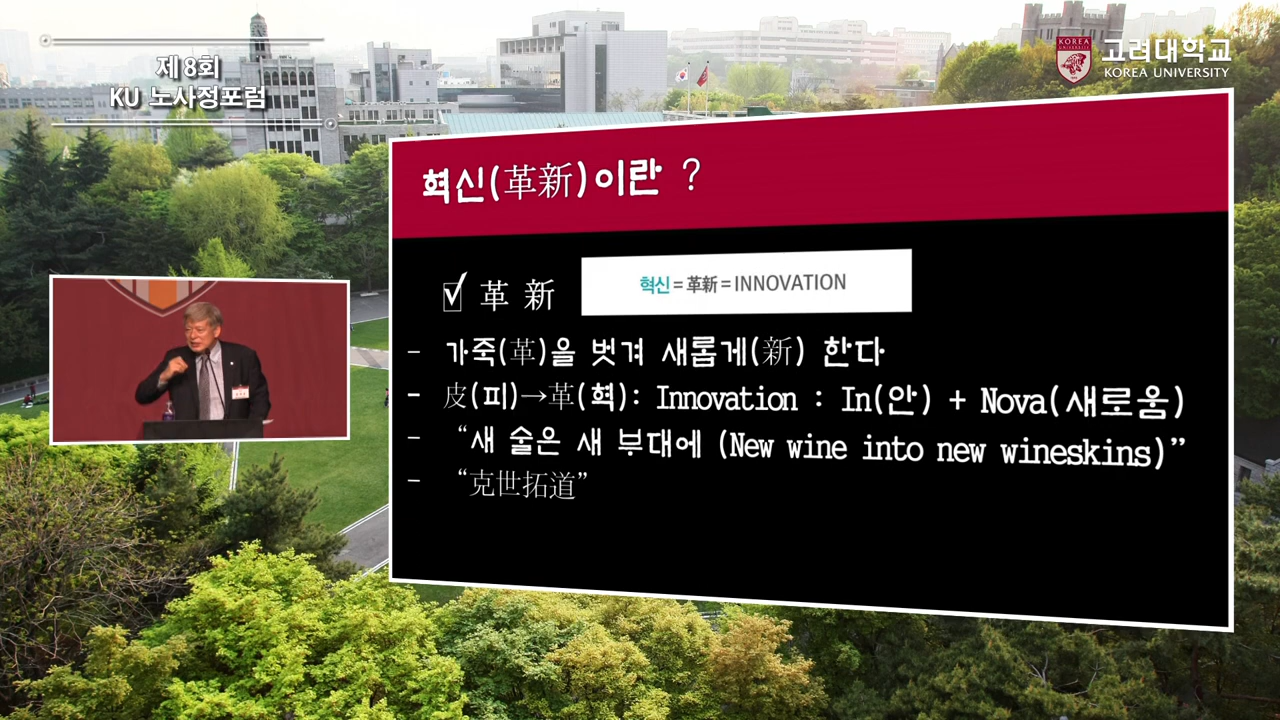 제8회
KU 노사정포럼
KOREA
UNIVERSITY
고려대학교
KOREA UNIVERSITY
혁신(革新)이란 ?
革 新
혁신 = 革新 = INNOVATION
- 가죽(革)을 벗겨 새롭게(新) 한다
- 皮(피)→革(혁): Innovation : In(안) + Nova(새로움)
- “새 술은 새 부대에 (New wine into new wineskins)”
- “克世拓道”